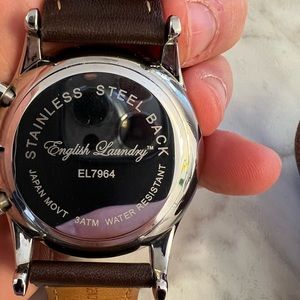 STAINLESS STEEL BACK
English Laundry™
EL7964
JAPAN MOVT 3ATM WATER RESISTANT